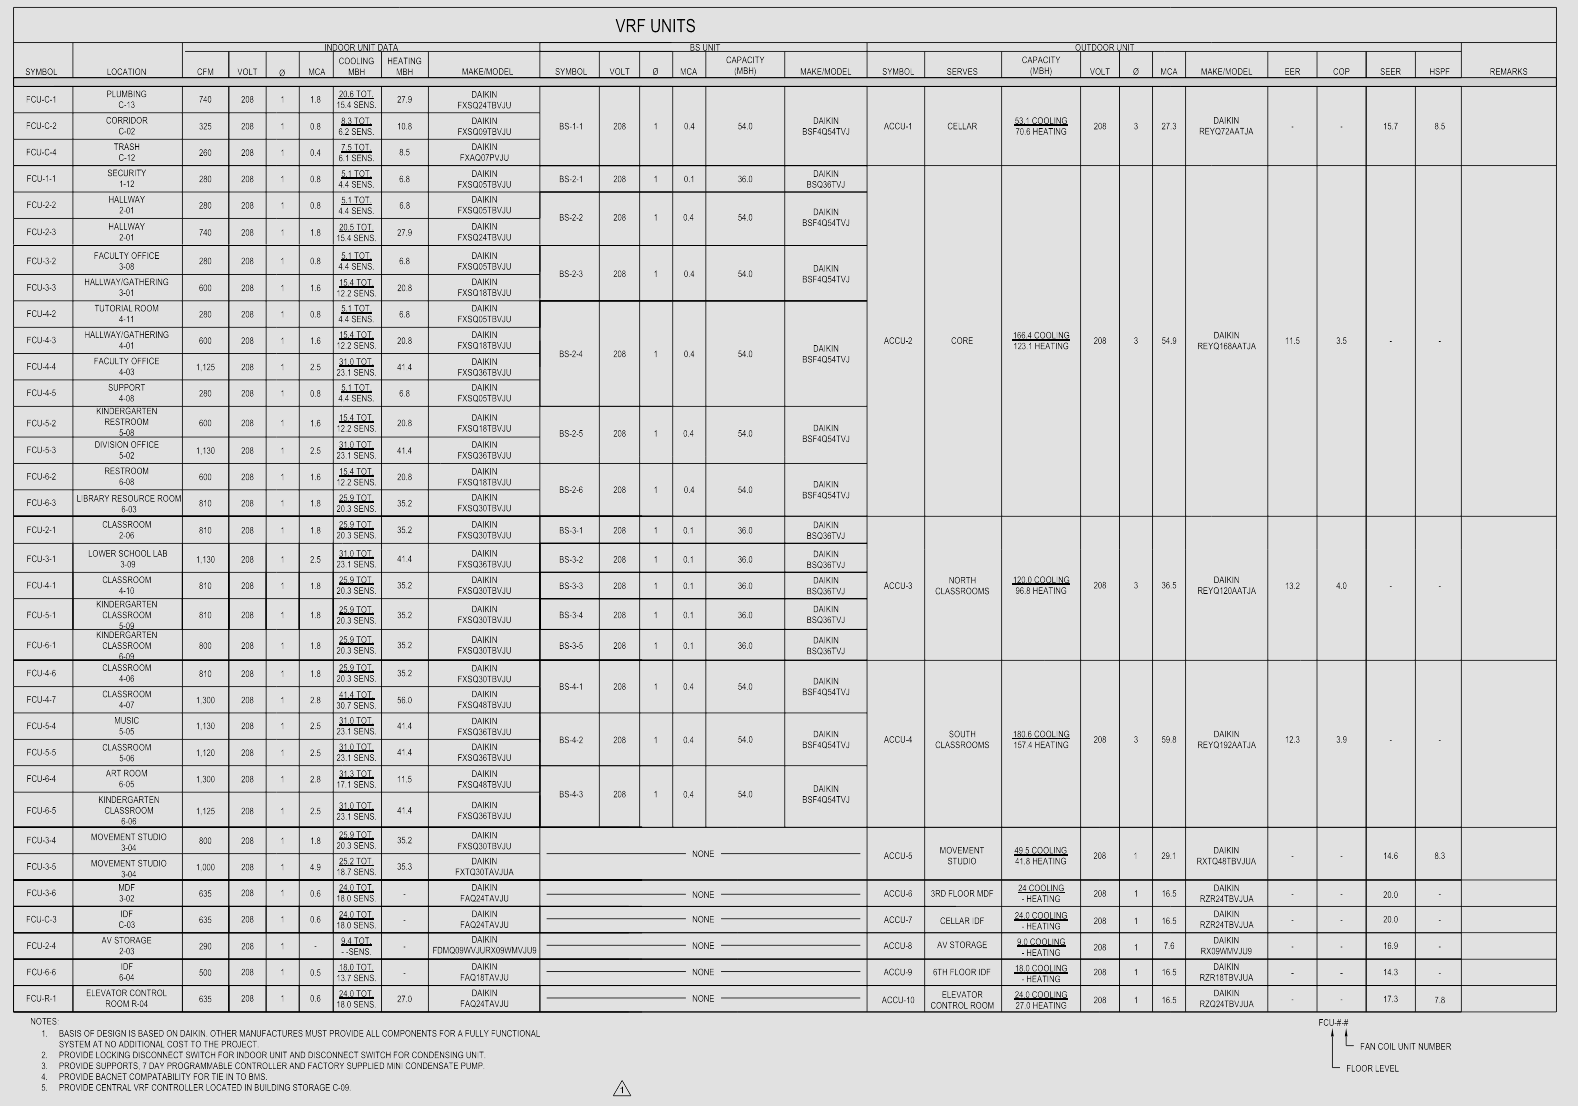 VRF UNITS
INDOOR UNIT DATA BS UNIT OUTDOOR UNIT
SYMBOL LOCATION CFM VOLT Ø MCA COOLING MBH HEATING MBH MAKE/MODEL SYMBOL VOLT Ø MCA CAPACITY (MBH) MAKE/MODEL SYMBOL SERVES CAPACITY (MBH) VOLT Ø MCA MAKE/MODEL EER COP SEER HSPF REMARKS
FCU-C-1 PLUMBING C-13 740 208 1 1.8 20.6 TOT. 15.4 SENS. 27.9 DAIKIN FXSQ24TBVJU
FCU-C-2 CORRIDOR C-02 325 208 1 0.8 8.3 TOT. 6.2 SENS. 10.8 DAIKIN FXSQ09TBVJU BS-1-1 208 1 0.4 54.0 DAIKIN BSF4Q54TVJ ACCU-1 CELLAR 53.1 COOLING 70.6 HEATING 208 3 27.3 DAIKIN REYQ72AATJA - - 15.7 8.5
FCU-C-4 TRASH C-12 260 208 1 0.4 7.5 TOT. 6.1 SENS. 8.5 DAIKIN FXAQ07PVJU
FCU-1-1 SECURITY 1-12 280 208 1 0.8 5.1 TOT. 4.4 SENS. 6.8 DAIKIN FXSQ05TBVJU BS-2-1 208 1 0.1 36.0 DAIKIN BSQ36TVJ
FCU-2-2 HALLWAY 2-01 280 208 1 0.8 5.1 TOT. 4.4 SENS. 6.8 DAIKIN FXSQ05TBVJU BS-2-2 208 1 0.4 54.0 DAIKIN BSF4Q54TVJ
FCU-2-3 HALLWAY 2-01 740 208 1 1.8 20.5 TOT. 15.4 SENS. 27.9 DAIKIN FXSQ24TBVJU
FCU-3-2 FACULTY OFFICE 3-08 280 208 1 0.8 5.1 TOT. 4.4 SENS. 6.8 DAIKIN FXSQ05TBVJU BS-2-3 208 1 0.4 54.0 DAIKIN BSF4Q54TVJ
FCU-3-3 HALLWAY/GATHERING 3-01 600 208 1 1.6 15.4 TOT. 12.2 SENS. 20.8 DAIKIN FXSQ18TBVJU
FCU-4-2 TUTORIAL ROOM 4-11 280 208 1 0.8 5.1 TOT. 4.4 SENS. 6.8 DAIKIN FXSQ05TBVJU
FCU-4-3 HALLWAY/GATHERING 4-01 600 208 1 1.6 15.4 TOT. 12.2 SENS. 20.8 DAIKIN FXSQ18TBVJU BS-2-4 208 1 0.4 54.0 DAIKIN BSF4Q54TVJ ACCU-2 CORE 166.4 COOLING 123.1 HEATING 208 3 54.9 DAIKIN REYQ168AATJA 11.5 3.5 - -
FCU-4-4 FACULTY OFFICE 4-03 1,125 208 1 2.5 31.0 TOT. 23.1 SENS. 41.4 DAIKIN FXSQ36TBVJU
FCU-4-5 SUPPORT 4-08 280 208 1 0.8 5.1 TOT. 4.4 SENS. 6.8 DAIKIN FXSQ05TBVJU
FCU-5-2 KINDERGARTEN RESTROOM 5-08 600 208 1 1.6 15.4 TOT. 12.2 SENS. 20.8 DAIKIN FXSQ18TBVJU BS-2-5 208 1 0.4 54.0 DAIKIN BSF4Q54TVJ
FCU-5-3 DIVISION OFFICE 5-02 1,130 208 1 2.5 31.0 TOT. 23.1 SENS. 41.4 DAIKIN FXSQ36TBVJU
FCU-6-2 RESTROOM 6-08 600 208 1 1.6 15.4 TOT. 12.2 SENS. 20.8 DAIKIN FXSQ18TBVJU BS-2-6 208 1 0.4 54.0 DAIKIN BSF4Q54TVJ
FCU-6-3 LIBRARY RESOURCE ROOM 6-03 810 208 1 1.8 25.9 TOT. 20.3 SENS. 35.2 DAIKIN FXSQ30TBVJU
FCU-2-1 CLASSROOM 2-06 810 208 1 1.8 25.9 TOT. 20.3 SENS. 35.2 DAIKIN FXSQ30TBVJU BS-3-1 208 1 0.1 36.0 DAIKIN BSQ36TVJ
FCU-3-1 LOWER SCHOOL LAB 3-09 1,130 208 1 2.5 31.0 TOT. 23.1 SENS. 41.4 DAIKIN FXSQ36TBVJU BS-3-2 208 1 0.1 36.0 DAIKIN BSQ36TVJ
FCU-4-1 CLASSROOM 4-10 810 208 1 1.8 25.9 TOT. 20.3 SENS. 35.2 DAIKIN FXSQ30TBVJU BS-3-3 208 1 0.1 36.0 DAIKIN BSQ36TVJ ACCU-3 NORTH CLASSROOMS 120.0 COOLING 96.8 HEATING 208 3 36.5 DAIKIN REYQ120AATJA 13.2 4.0 - -
FCU-5-1 KINDERGARTEN CLASSROOM 5-09 810 208 1 1.8 25.9 TOT. 20.3 SENS. 35.2 DAIKIN FXSQ30TBVJU BS-3-4 208 1 0.1 36.0 DAIKIN BSQ36TVJ
FCU-6-1 KINDERGARTEN CLASSROOM 6-09 800 208 1 1.8 25.9 TOT. 20.3 SENS. 35.2 DAIKIN FXSQ30TBVJU BS-3-5 208 1 0.1 36.0 DAIKIN BSQ36TVJ
FCU-4-6 CLASSROOM 4-06 810 208 1 1.8 25.9 TOT. 20.3 SENS. 35.2 DAIKIN FXSQ30TBVJU BS-4-1 208 1 0.4 54.0 DAIKIN BSF4Q54TVJ
FCU-4-7 CLASSROOM 4-07 1,300 208 1 2.8 41.4 TOT. 30.7 SENS. 56.0 DAIKIN FXSQ48TBVJU
FCU-5-4 MUSIC 5-05 1,130 208 1 2.5 31.0 TOT. 23.1 SENS. 41.4 DAIKIN FXSQ36TBVJU BS-4-2 208 1 0.4 54.0 DAIKIN BSF4Q54TVJ ACCU-4 SOUTH CLASSROOMS 180.6 COOLING 157.4 HEATING 208 3 59.8 DAIKIN REYQ192AATJA 12.3 3.9 - -
FCU-5-5 CLASSROOM 5-06 1,120 208 1 2.5 31.0 TOT. 23.1 SENS. 41.4 DAIKIN FXSQ36TBVJU
FCU-6-4 ART ROOM 6-05 1,300 208 1 2.8 31.3 TOT. 17.1 SENS. 11.5 DAIKIN FXSQ48TBVJU BS-4-3 208 1 0.4 54.0 DAIKIN BSF4Q54TVJ
FCU-6-5 KINDERGARTEN CLASSROOM 6-06 1,125 208 1 2.5 31.0 TOT. 23.1 SENS. 41.4 DAIKIN FXSQ36TBVJU
FCU-3-4 MOVEMENT STUDIO 3-04 800 208 1 1.8 25.9 TOT. 20.3 SENS. 35.2 DAIKIN FXSQ30TBVJU NONE ACCU-5 MOVEMENT STUDIO 49.5 COOLING 41.8 HEATING 208 1 29.1 DAIKIN RXTQ48TBVJUA - - 14.6 8.3
FCU-3-5 MOVEMENT STUDIO 3-04 1,000 208 1 4.9 25.2 TOT. 18.7 SENS. 35.3 DAIKIN FXTQ30TAVJUA
FCU-3-6 MDF 3-02 635 208 1 0.6 24.0 TOT. 18.0 SENS. - DAIKIN FAQ24TAVJU NONE ACCU-6 3RD FLOOR MDF 24 COOLING - HEATING 208 1 16.5 DAIKIN RZR24TBVJUA - - 20.0 -
FCU-C-3 IDF C-03 635 208 1 0.6 24.0 TOT. 18.0 SENS. - DAIKIN FAQ24TAVJU NONE ACCU-7 CELLAR IDF 24.0 COOLING - HEATING 208 1 16.5 DAIKIN RZR24TBVJUA - - 20.0 -
FCU-2-4 AV STORAGE 2-03 290 208 1 - 9.4 TOT. - -SENS. - DAIKIN FDMQ09WVJURX09WMVJU9 NONE ACCU-8 AV STORAGE 9.0 COOLING - HEATING 208 1 7.6 DAIKIN RX09WMVJU9 - - 16.9 -
FCU-6-6 IDF 6-04 500 208 1 0.5 18.0 TOT. 13.7 SENS. - DAIKIN FAQ18TAVJU NONE ACCU-9 6TH FLOOR IDF 18.0 COOLING - HEATING 208 1 16.5 DAIKIN RZR18TBVJUA - - 14.3 -
FCU-R-1 ELEVATOR CONTROL ROOM R-04 635 208 1 0.6 24.0 TOT. 18.0 SENS. 27.0 DAIKIN FAQ24TAVJU NONE ACCU-10 ELEVATOR CONTROL ROOM 24.0 COOLING 27.0 HEATING 208 1 16.5 DAIKIN RZQ24TBVJUA - - 17.3 7.8
NOTES:
1. BASIS OF DESIGN IS BASED ON DAIKIN. OTHER MANUFACTURES MUST PROVIDE ALL COMPONENTS FOR A FULLY FUNCTIONAL
SYSTEM AT NO ADDITIONAL COST TO THE PROJECT.
2. PROVIDE LOCKING DISCONNECT SWITCH FOR INDOOR UNIT AND DISCONNECT SWITCH FOR CONDENSING UNIT.
3. PROVIDE SUPPORTS, 7 DAY PROGRAMMABLE CONTROLLER AND FACTORY SUPPLIED MINI CONDENSATE PUMP.
4. PROVIDE BACNET COMPATABILITY FOR TIE IN TO BMS.
5. PROVIDE CENTRAL VRF CONTROLLER LOCATED IN BUILDING STORAGE C-09.
1
FCU-#-#
FAN COIL UNIT NUMBER
FLOOR LEVEL